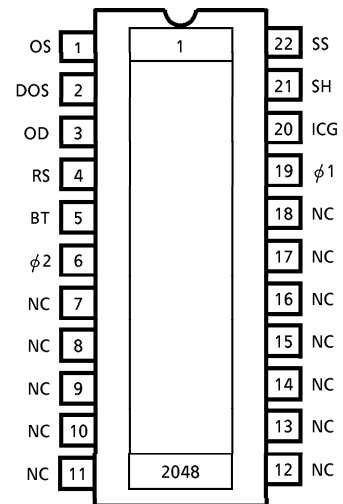 OS 1 1 22 SS
DOS 2 21 SH
OD 3 20 ICG
RS 4 19 ϕ1
BT 5 18 NC
ϕ2 6 17 NC
NC 7 16 NC
NC 8 15 NC
NC 9 14 NC
NC 10 13 NC
NC 11 2048 12 NC